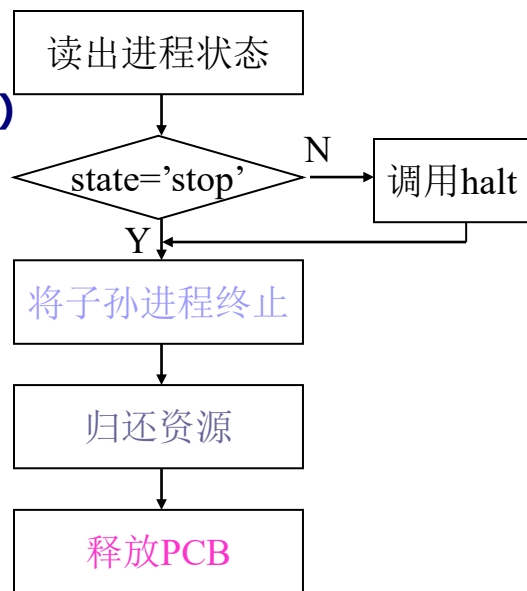 读出进程状态
)
state=’stop’
N
调用halt
Y
将子孙进程终止
归还资源
释放PCB